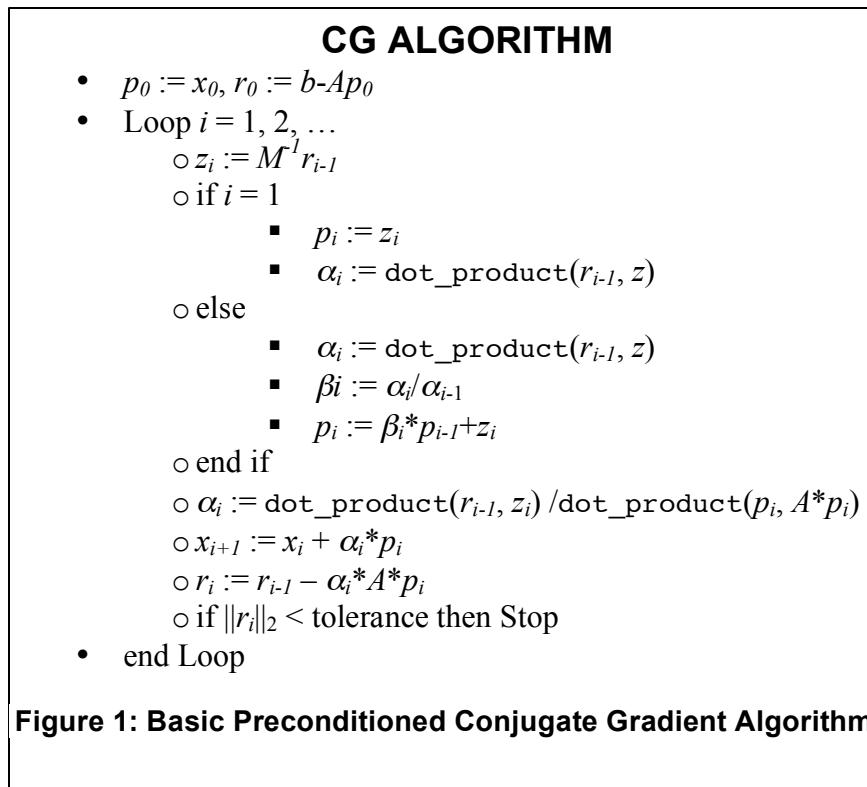 CG ALGORITHM
• p₀ := x₀, r₀ := b-Ap₀
• Loop i = 1, 2, …
○ zᵢ := M⁻¹rᵢ₋₁
○ if i = 1
▪ pᵢ := zᵢ
▪ αᵢ := dot_product(rᵢ₋₁, z)
○ else
▪ αᵢ := dot_product(rᵢ₋₁, z)
▪ βi := αᵢ/αᵢ₋₁
▪ pᵢ := βᵢ*pᵢ₋₁+zᵢ
○ end if
○ αᵢ := dot_product(rᵢ₋₁, zᵢ) /dot_product(pᵢ, A*pᵢ)
○ xᵢ₊₁ := xᵢ + αᵢ*pᵢ
○ rᵢ := rᵢ₋₁ – αᵢ*A*pᵢ
○ if ||rᵢ||₂ < tolerance then Stop
• end Loop
Figure 1: Basic Preconditioned Conjugate Gradient Algorithm